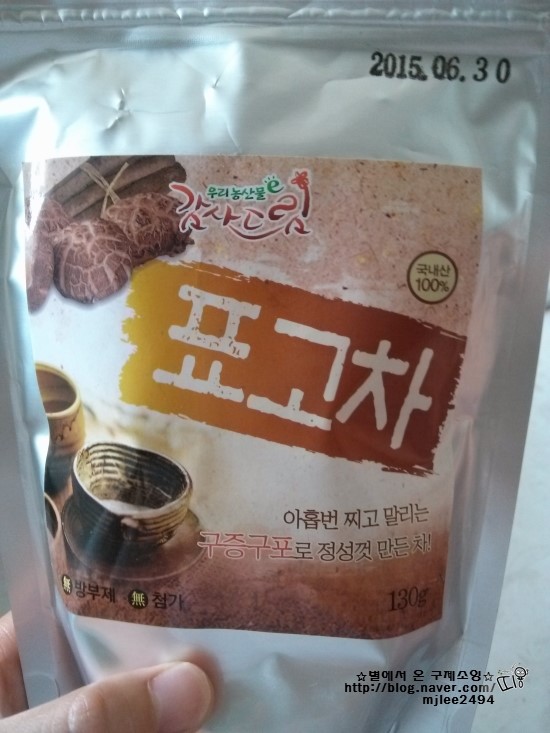 2015.06.30
우리농산물e
감사드림
국내산
100%
표고차
아홉번 찌고 말리는
구증구포로 정성껏 만든 차!
無 방부제 無 첨가
130g
☆별에서 온 구제소영☆
http://blog.naver.com/
mjlee2494